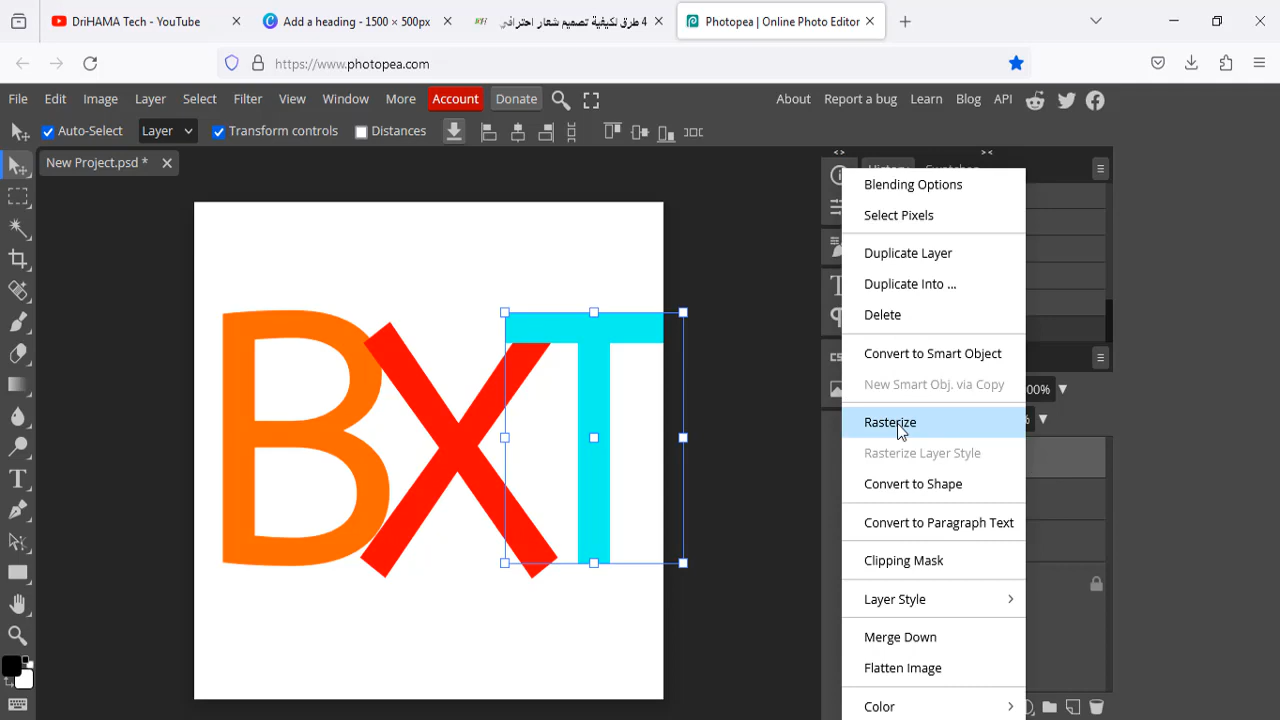 DriHAMA Tech - YouTube
Add a heading - 1500 × 500px
4 طرق لكيفية تصميم شعار احترافي
Photopea | Online Photo Editor
https://www.photopea.com
File Edit Image Layer Select Filter View Window More Account Donate
About Report a bug Learn Blog API
Auto-Select Layer Transform controls Distances
New Project.psd *
Blending Options
Select Pixels
Duplicate Layer
Duplicate Into ...
Delete
Convert to Smart Object
New Smart Obj. via Copy
Rasterize
Rasterize Layer Style
Convert to Shape
Convert to Paragraph Text
Clipping Mask
Layer Style
Merge Down
Flatten Image
Color
CS
00%
%
BXT